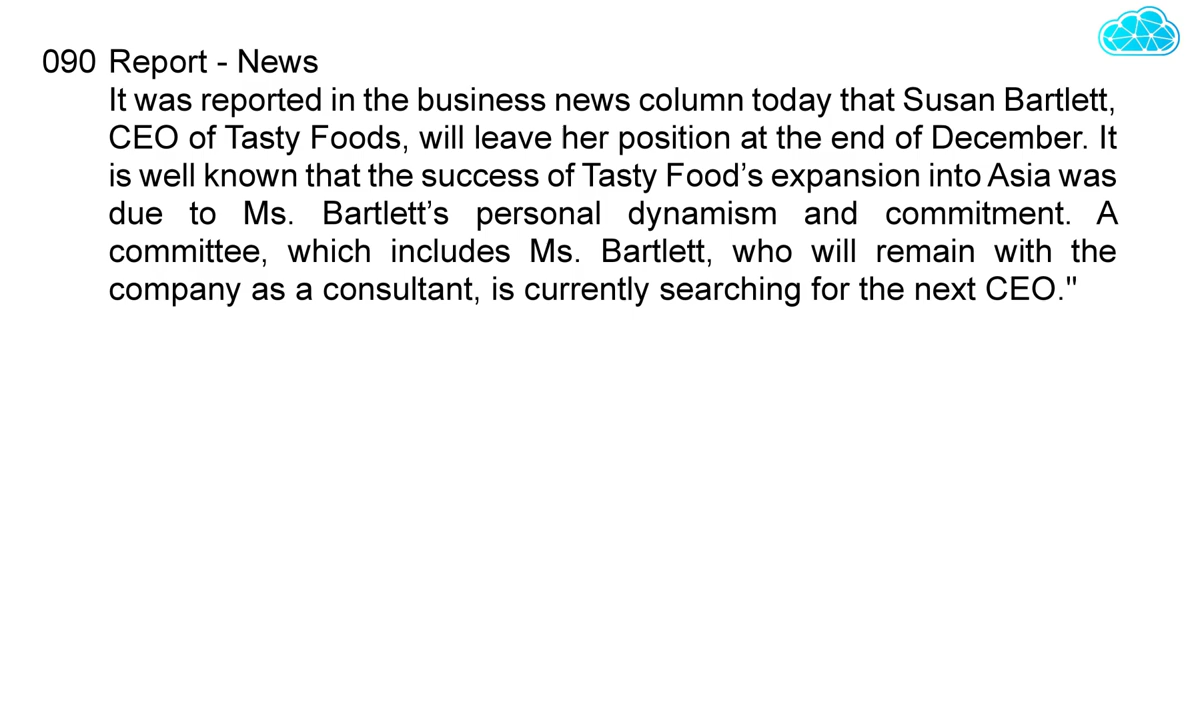 090 Report - News
It was reported in the business news column today that Susan Bartlett,
CEO of Tasty Foods, will leave her position at the end of December. It
is well known that the success of Tasty Food’s expansion into Asia was
due to Ms. Bartlett’s personal dynamism and commitment. A
committee, which includes Ms. Bartlett, who will remain with the
company as a consultant, is currently searching for the next CEO."